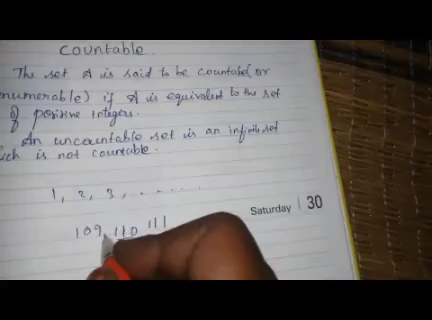 Countable.
The set A is said to be countabl(or
enumerable) if A is equivalent to the set
of positive integers.
An uncountable set is an infinite set
which is not countable.
1, 2, 3, . . . . . .
Saturday | 30
109, 110 111